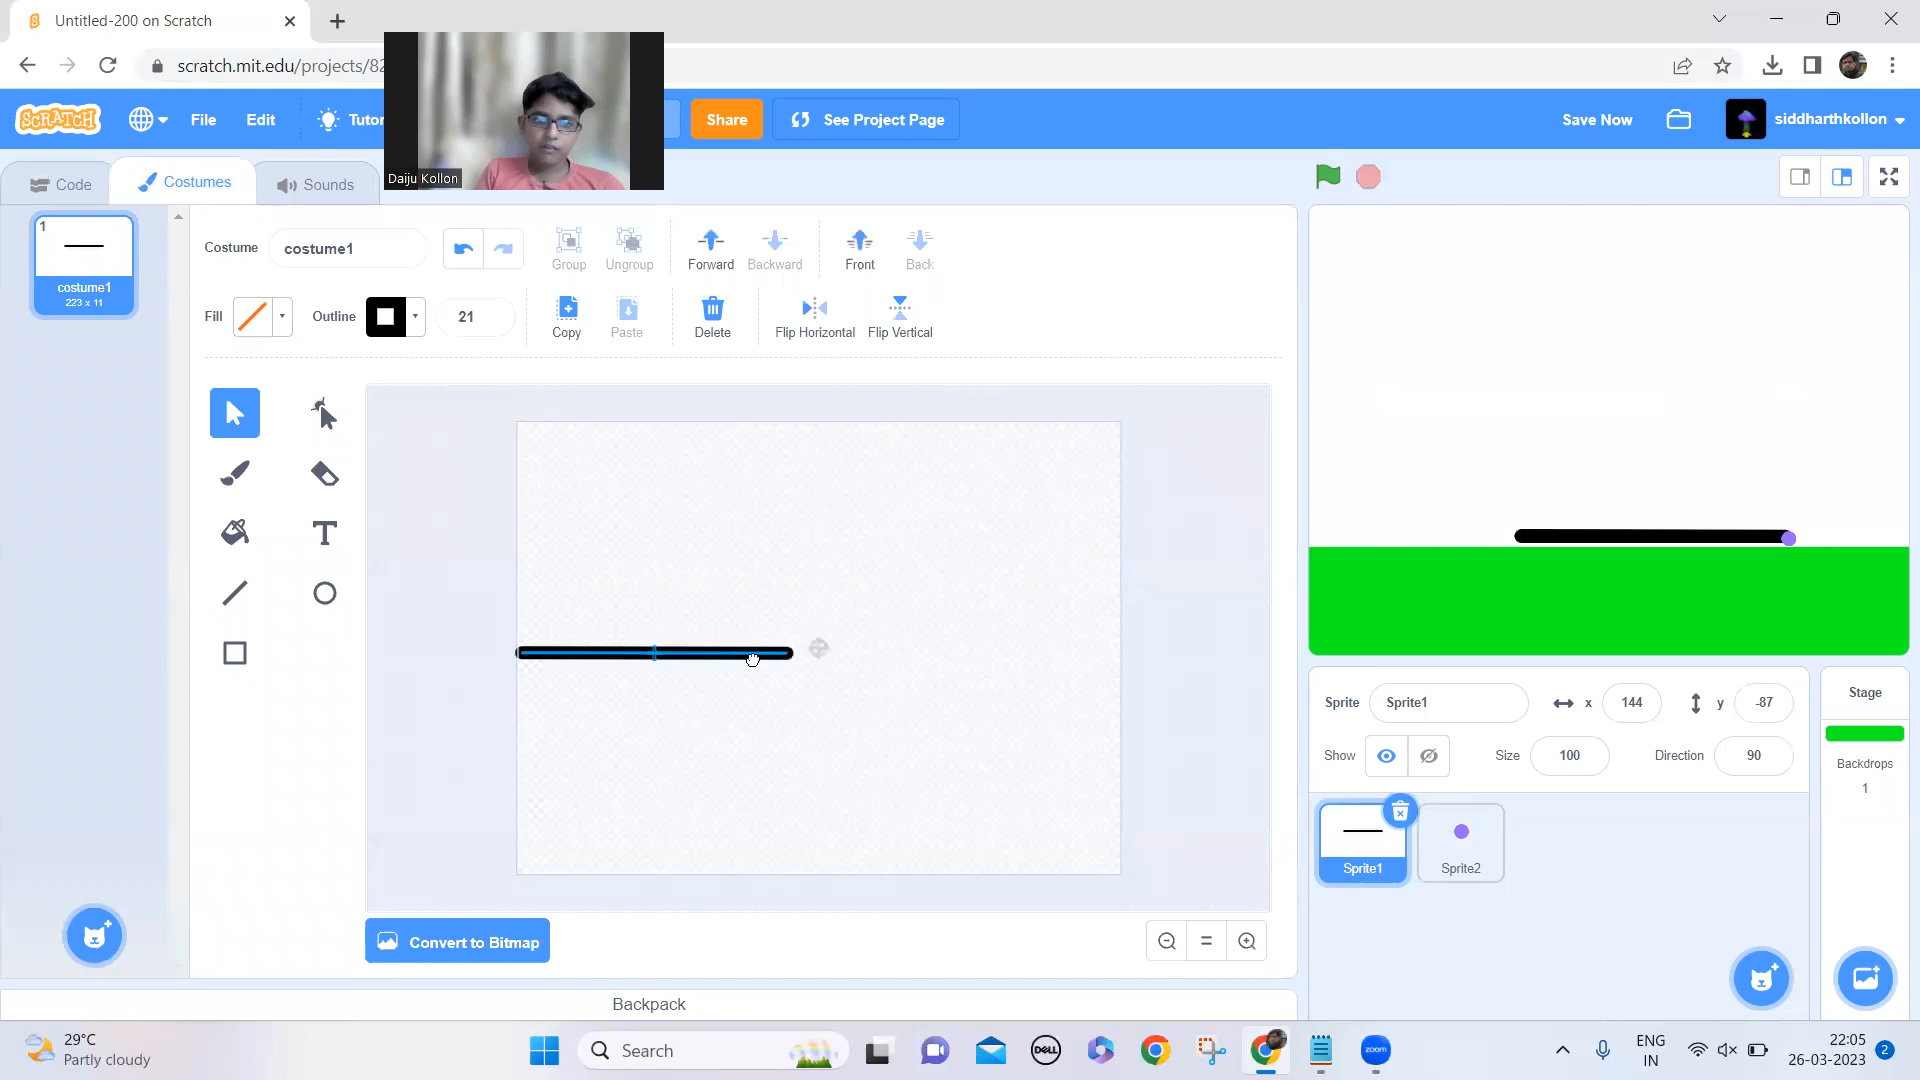 Untitled-200 on Scratch
scratch.mit.edu/projects/82
SCRATCH
File
Edit
Tutor
Share
See Project Page
Save Now
siddharthkollon
Daiju Kollon
Code
Costumes
Sounds
1
costume1
223 x 11
Costume
costume1
Group
Ungroup
Forward
Backward
Front
Back
Fill
Outline
21
Copy
Paste
Delete
Flip Horizontal
Flip Vertical
T
Convert to Bitmap
Backpack
Sprite
Sprite1
x
144
y
-87
Show
Size
100
Direction
90
Sprite1
Sprite2
Stage
Backdrops
1
29°C
Partly cloudy
Search
DELL
zoom
ENG
IN
22:05
26-03-2023
2